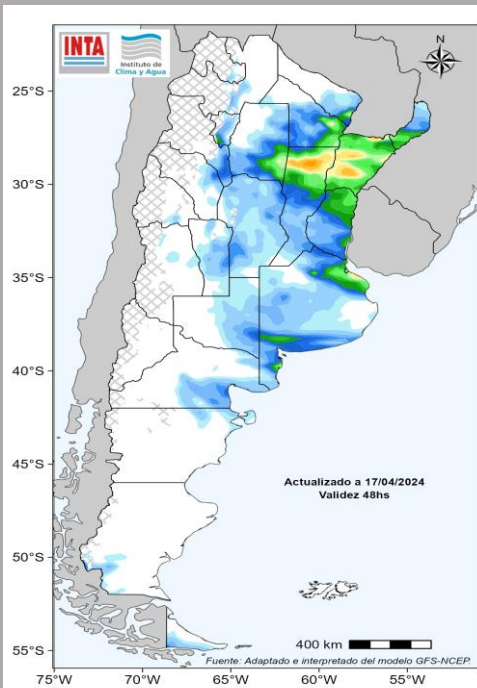 INTA
Instituto de
Clima y Agua
N
25°S
30°S
35°S
40°S
45°S
50°S
55°S
Actualizado a 17/04/2024
Validez 48hs
400 km
Fuente: Adaptado e interpretado del modelo GFS-NCEP.
75°W
70°W
65°W
60°W
55°W